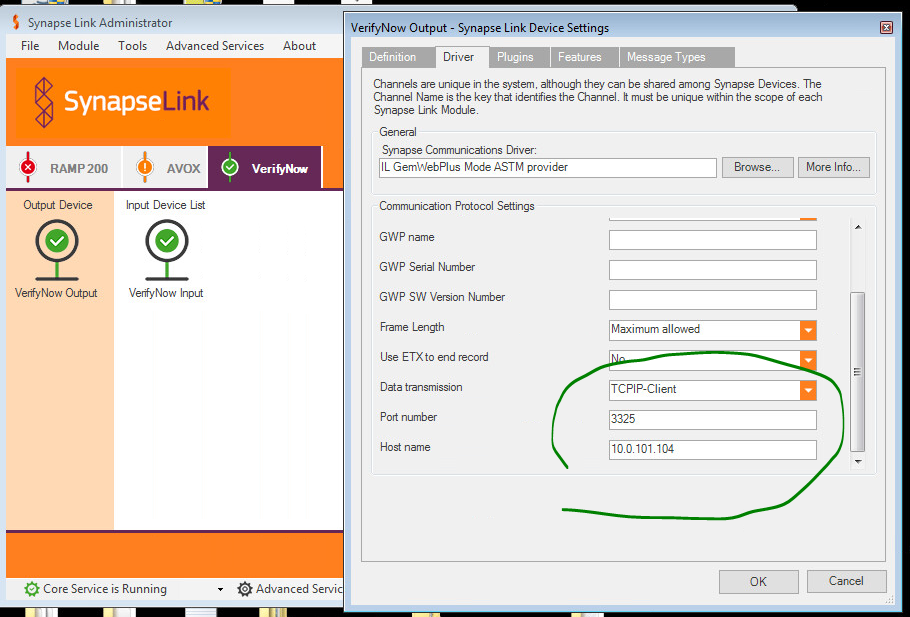 Synapse Link Administrator
File Module Tools Advanced Services About
SynapseLink
RAMP200 AVOX VerifyNow
Output Device Input Device List
VerifyNow Output VerifyNow Input
Core Service is Running Advanced Servic
VerifyNow Output - Synapse Link Device Settings
Definition Driver Plugins Features Message Types
Channels are unique in the system, although they can be shared among Synapse Devices. The
Channel Name is the key that identifies the Channel. It must be unique within the scope of each
Synapse Link Module.
General
Synapse Communications Driver:
IL GemWebPlus Mode ASTM provider Browse... More Info...
Communication Protocol Settings
GWP name
GWP Serial Number
GWP SW Version Number
Frame Length Maximum allowed
Use ETX to end record No
Data transmission TCPIP-Client
Port number 3325
Host name 10.0.101.104
OK Cancel